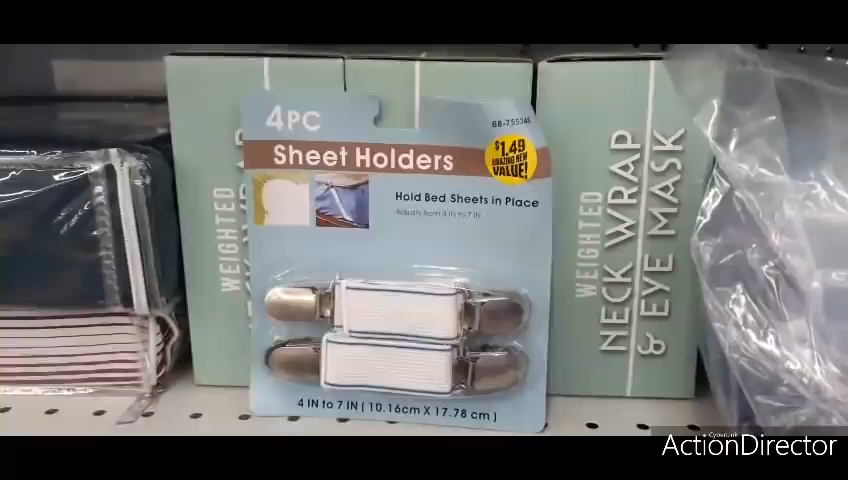 4PC
68-755348
Sheet Holders
$1.49
AMAZING NEW
VALUE!
Hold Bed Sheets in Place
Adjusts from 4 IN to 7 IN
4 IN to 7 IN ( 10.16cm X 17.78 cm )
WEIGHTED
WEIGHTED
NECK WRAP
& EYE MASK
CyberLink
ActionDirector